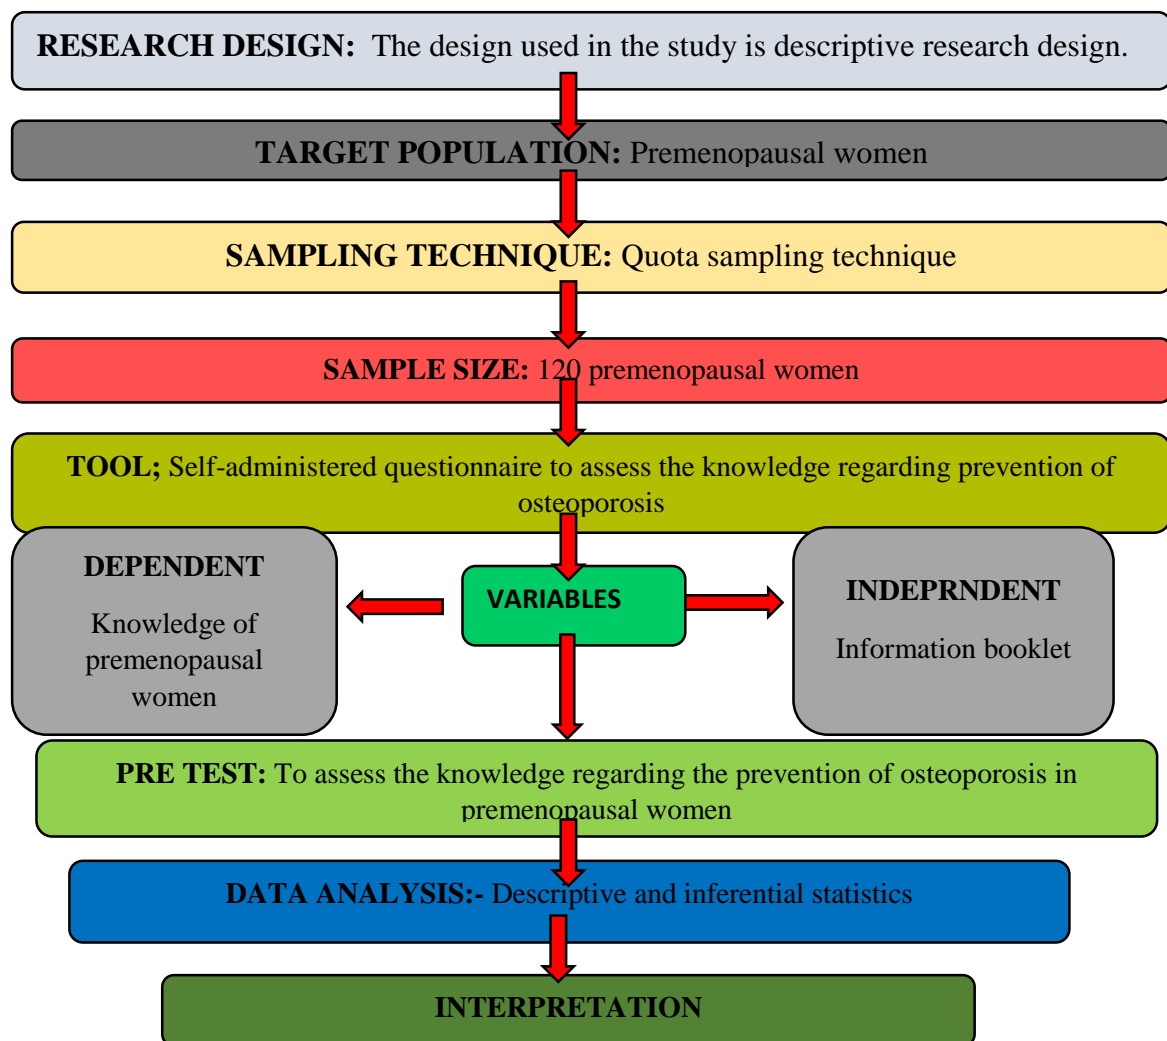 RESEARCH DESIGN: The design used in the study is descriptive research design.
TARGET POPULATION: Premenopausal women
SAMPLING TECHNIQUE: Quota sampling technique
SAMPLE SIZE: 120 premenopausal women
TOOL; Self-administered questionnaire to assess the knowledge regarding prevention of
osteoporosis
DEPENDENT
Knowledge of
premenopausal
women
VARIABLES
INDEPRNDENT
Information booklet
PRE TEST: To assess the knowledge regarding the prevention of osteoporosis in
premenopausal women
DATA ANALYSIS:- Descriptive and inferential statistics
INTERPRETATION